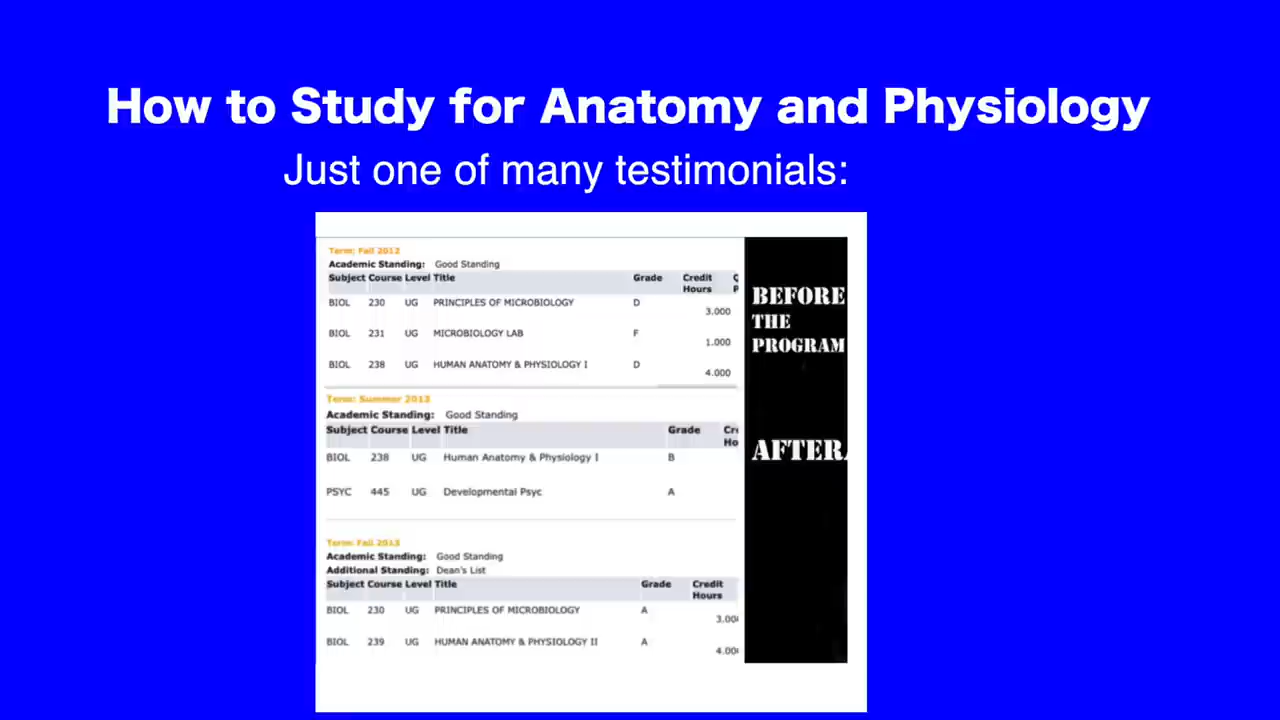 How to Study for Anatomy and Physiology
Just one of many testimonials:
Term: Fall 2012
Academic Standing: Good Standing
Subject Course Level Title Grade Credit Hours
BIOL 230 UG PRINCIPLES OF MICROBIOLOGY D 3.000
BIOL 231 UG MICROBIOLOGY LAB F 1.000
BIOL 238 UG HUMAN ANATOMY & PHYSIOLOGY I D 4.000
BEFORE
THE
PROGRAM
Term: Summer 2013
Academic Standing: Good Standing
Subject Course Level Title Grade
BIOL 238 UG Human Anatomy & Physiology I B
PSYC 445 UG Developmental Psyc A
AFTER
Term: Fall 2013
Academic Standing: Good Standing
Additional Standing: Dean's List
Subject Course Level Title Grade Credit Hours
BIOL 230 UG PRINCIPLES OF MICROBIOLOGY A 3.00
BIOL 239 UG HUMAN ANATOMY & PHYSIOLOGY II A 4.00